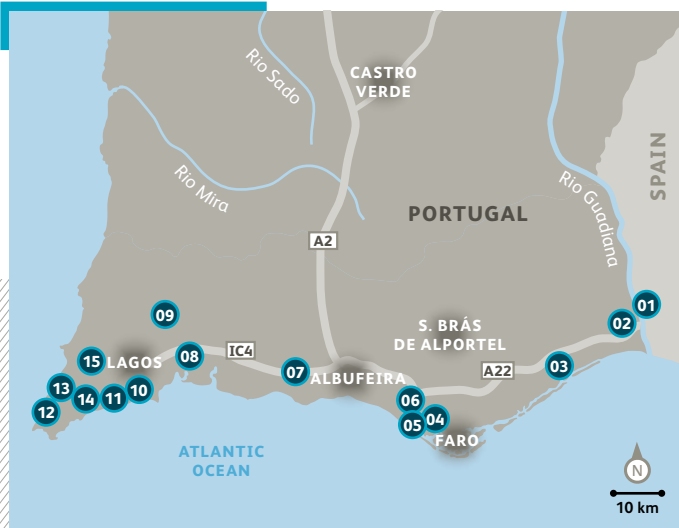 Rio Sado
CASTRO
VERDE
SPAIN
Rio Mira
Rio Guadiana
PORTUGAL
A2
01
09
02
S. BRÁS
DE ALPORTEL
15
LAGOS
08
IC4
07
ALBUFEIRA
A22
03
13
12
14
11
10
06
05
04
FARO
ATLANTIC
OCEAN
N
10 km